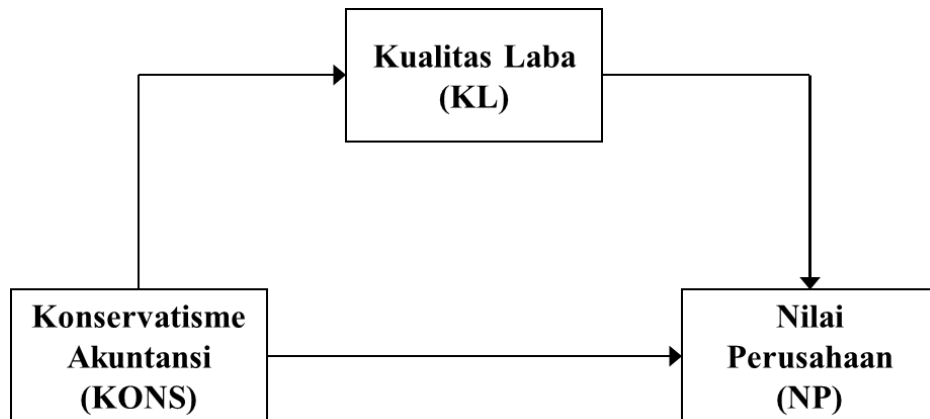 Kualitas Laba
(KL)
Konservatisme
Akuntansi
(KONS)
Nilai
Perusahaan
(NP)